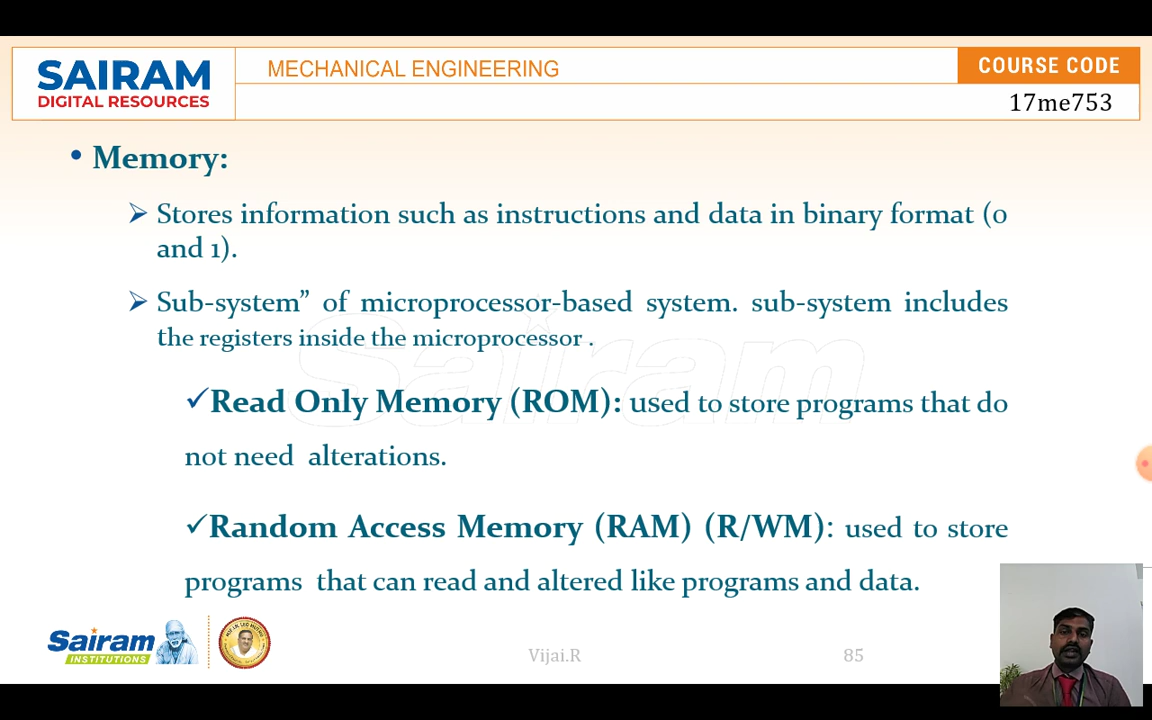 SAIRAM
DIGITAL RESOURCES
MECHANICAL ENGINEERING
COURSE CODE
17me753
• Memory:
➢ Stores information such as instructions and data in binary format (0
and 1).
➢ Sub-system” of microprocessor-based system. sub-system includes
the registers inside the microprocessor .
Sairam
✓Read Only Memory (ROM): used to store programs that do
not need alterations.
✓Random Access Memory (RAM) (R/WM): used to store
programs that can read and altered like programs and data.
Sairam
INSTITUTIONS
Vijai.R
85